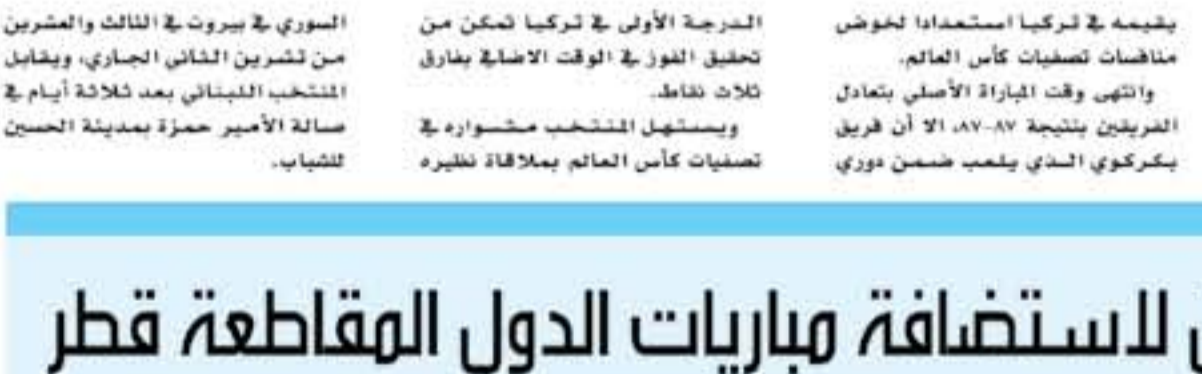 يقيمه في تركيا استعدادا لخوض
منافسات تصفيات كأس العالم.
وانتهى وقت المباراة الأصلي بتعادل
الفريقين بنتيجة ٨٧-٨٧، الا أن فريق
بكركوي الذي يلعب ضمن دوري
الدرجة الأولى في تركيا تمكن من
تحقيق الفوز في الوقت الاضافي بفارق
ثلاث نقاط.
ويستهل المنتخب مشواره في
تصفيات كأس العالم بملاقاة نظيره
السوري في بيروت في الثالث والعشرين
من تشرين الثاني الجاري، ويقابل
المنتخب اللبناني بعد ثلاثة أيام في
صالة الأمير حمزة بمدينة الحسين
للشباب.
لاستضافة مباريات الدول المقاطعة قطر